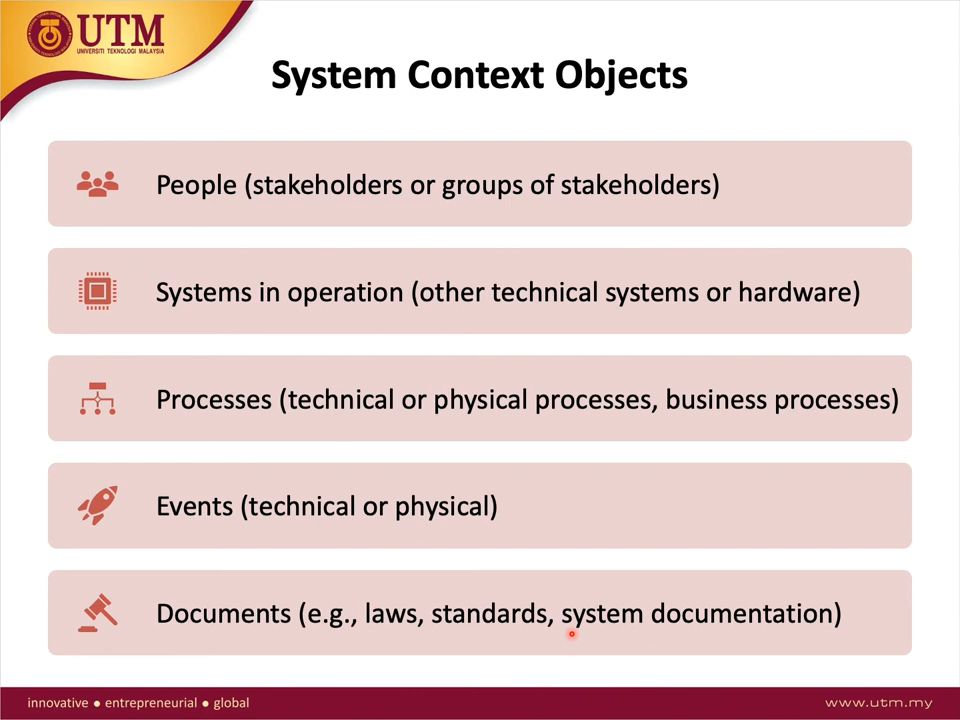 UTM
UNIVERSITI TEKNOLOGI MALAYSIA
System Context Objects
People (stakeholders or groups of stakeholders)
Systems in operation (other technical systems or hardware)
Processes (technical or physical processes, business processes)
Events (technical or physical)
Documents (e.g., laws, standards, system documentation)
innovative ● entrepreneurial ● global
www.utm.my